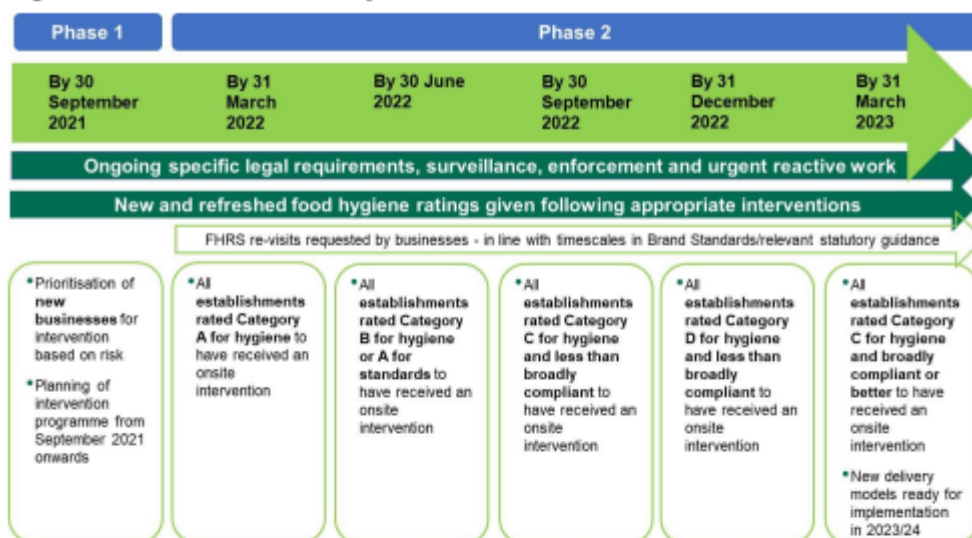 Phase 1
Phase 2
By 30
September
2021
By 31
March
2022
By 30 June
2022
By 30
September
2022
By 31
December
2022
By 31
March
2023
Ongoing specific legal requirements, surveillance, enforcement and urgent reactive work
New and refreshed food hygiene ratings given following appropriate interventions
FHRS re-visits requested by businesses - in line with timescales in Brand Standards/relevant statutory guidance
•Prioritisation of
new
businesses for
intervention
based on risk
•Planning of
intervention
programme from
September 2021
onwards
•All
establishments
rated Category
A for hygiene to
have received an
onsite
intervention
•All
establishments
rated Category
B for hygiene
or A for
standards to
have received an
onsite
intervention
•All
establishments
rated Category
C for hygiene
and less than
broadly
compliant to
have received an
onsite
intervention
•All
establishments
rated Category
D for hygiene
and less than
broadly
compliant to
have received an
onsite
intervention
•All
establishments
rated Category
C for hygiene
and broadly
compliant or
better to have
received an
onsite
intervention
•New delivery
models ready for
implementation
in 2023/24